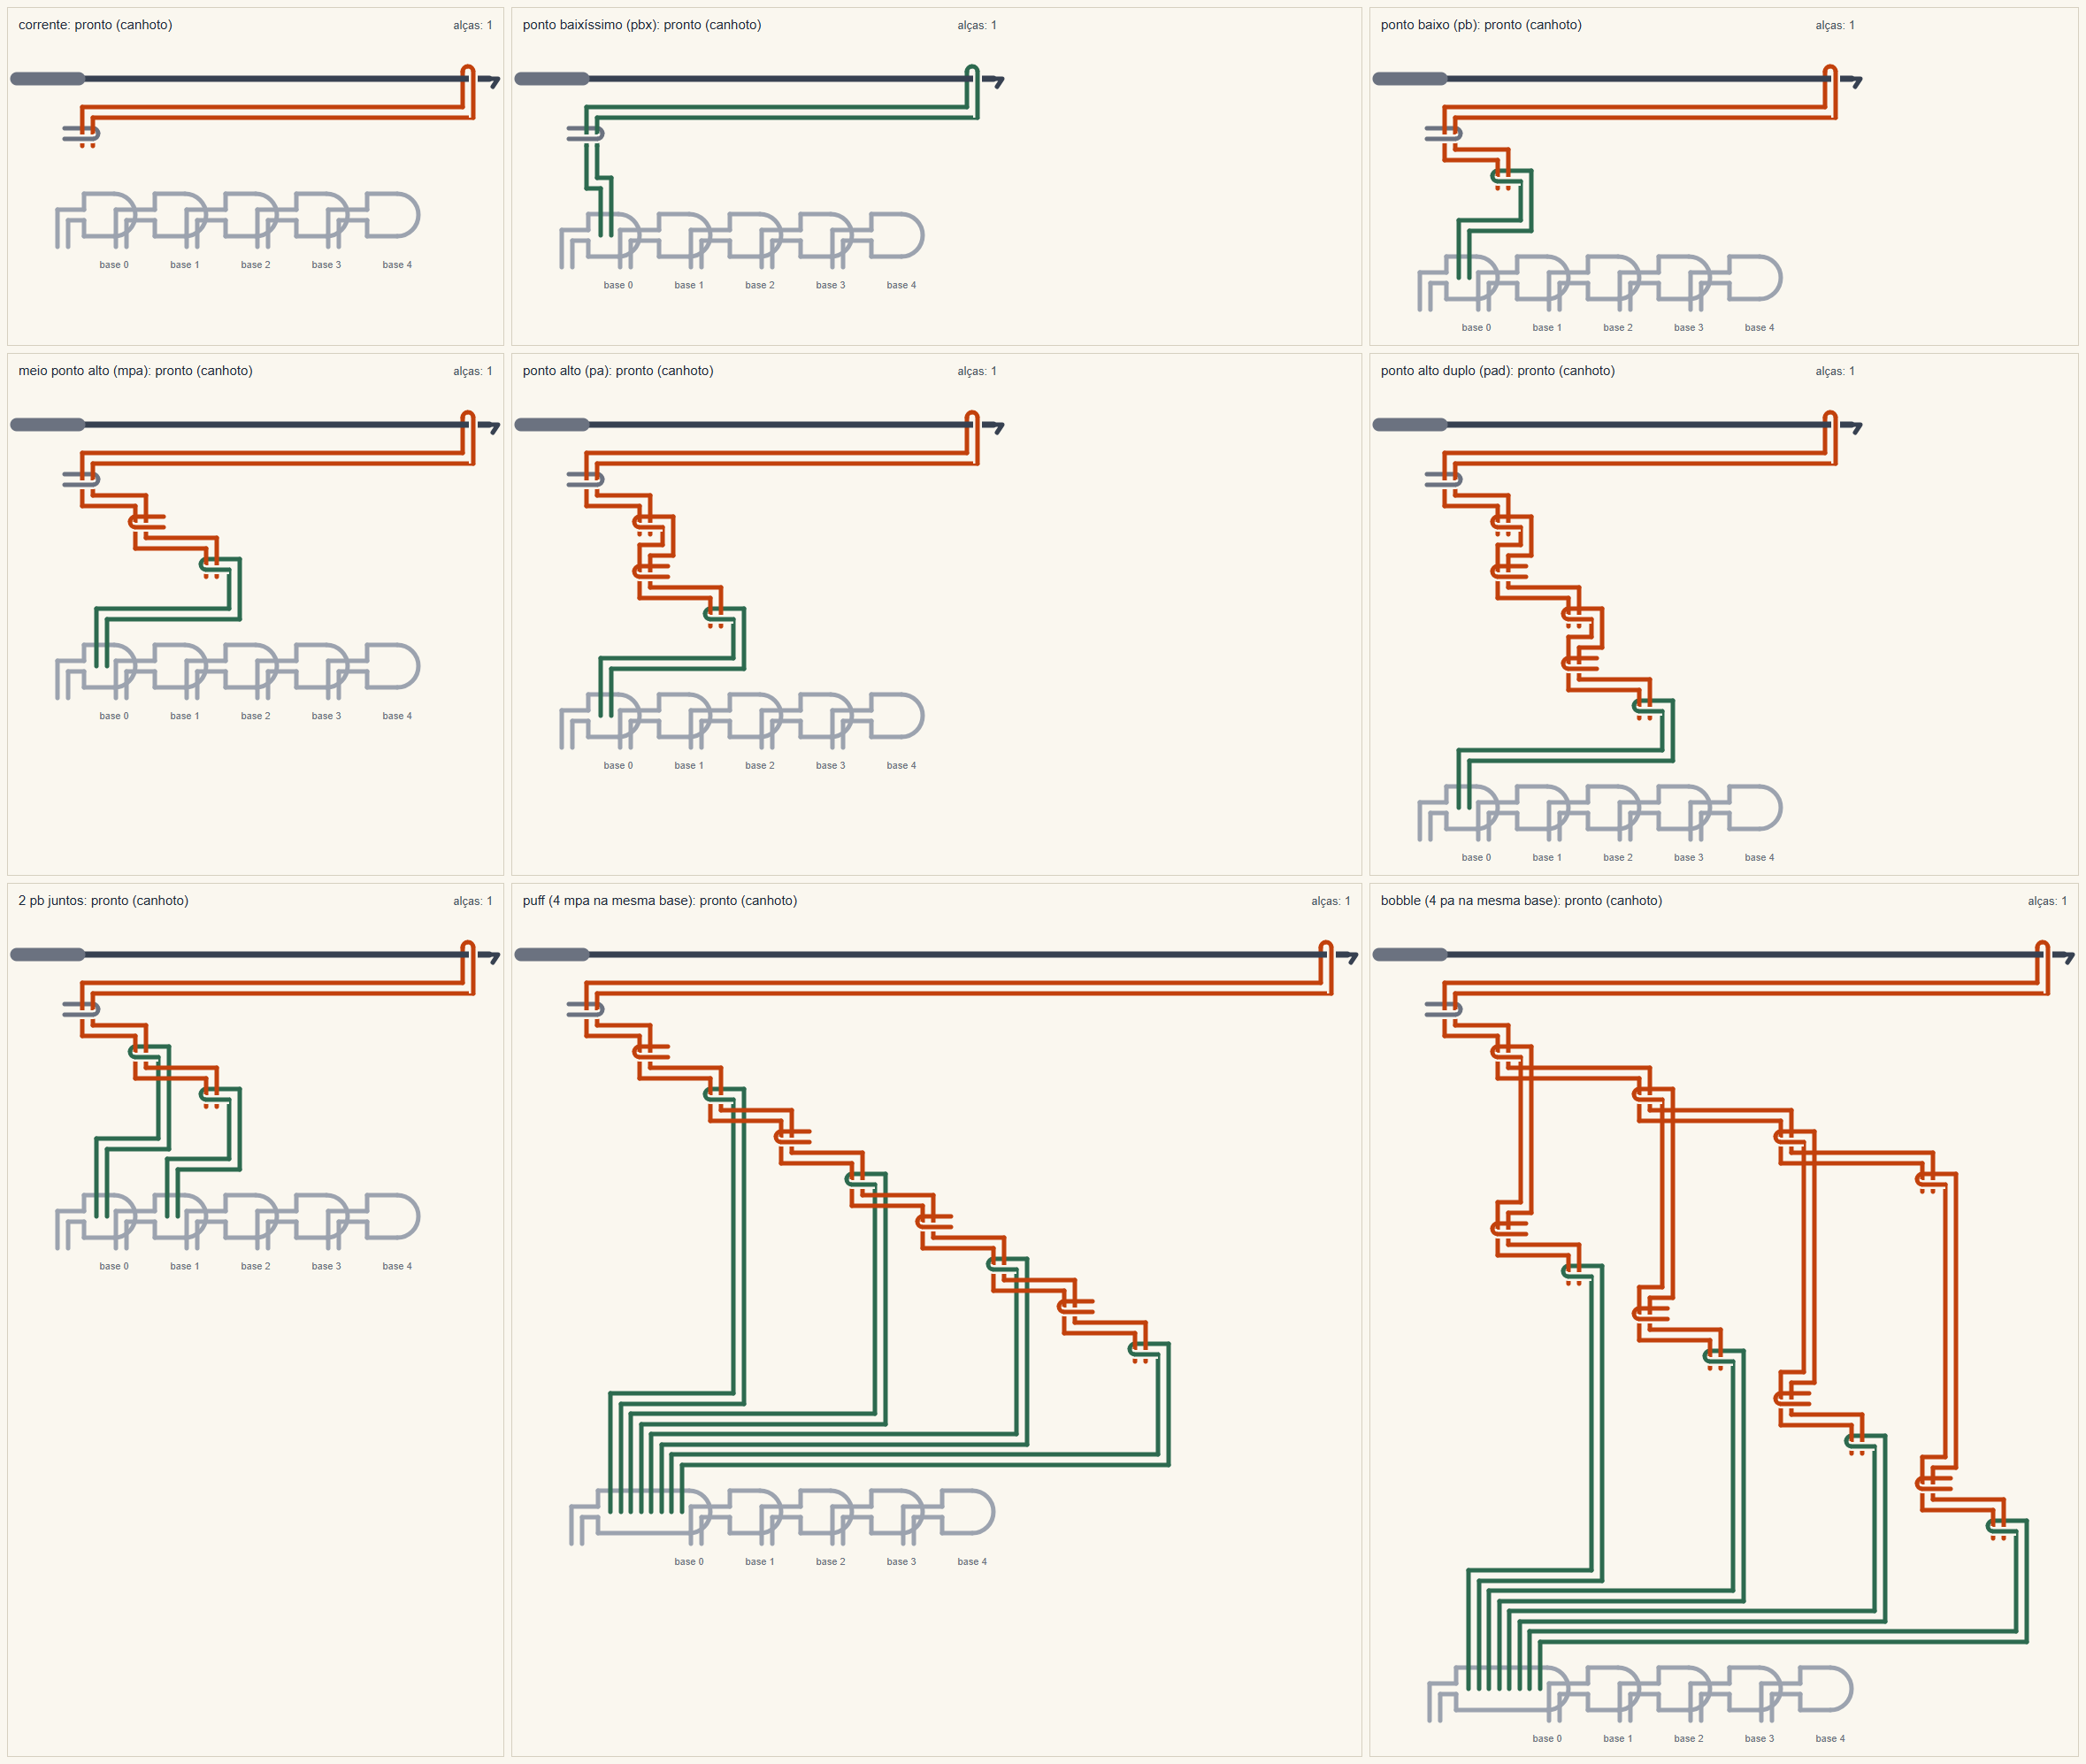 corrente: pronto (canhoto)
alças: 1
base 0 base 1 base 2 base 3 base 4
ponto baixíssimo (pbx): pronto (canhoto)
alças: 1
base 0 base 1 base 2 base 3 base 4
ponto baixo (pb): pronto (canhoto)
alças: 1
base 0 base 1 base 2 base 3 base 4
meio ponto alto (mpa): pronto (canhoto)
alças: 1
base 0 base 1 base 2 base 3 base 4
ponto alto (pa): pronto (canhoto)
alças: 1
base 0 base 1 base 2 base 3 base 4
ponto alto duplo (pad): pronto (canhoto)
alças: 1
base 0 base 1 base 2 base 3 base 4
2 pb juntos: pronto (canhoto)
alças: 1
base 0 base 1 base 2 base 3 base 4
puff (4 mpa na mesma base): pronto (canhoto)
alças: 1
base 0 base 1 base 2 base 3 base 4
bobble (4 pa na mesma base): pronto (canhoto)
alças: 1
base 0 base 1 base 2 base 3 base 4